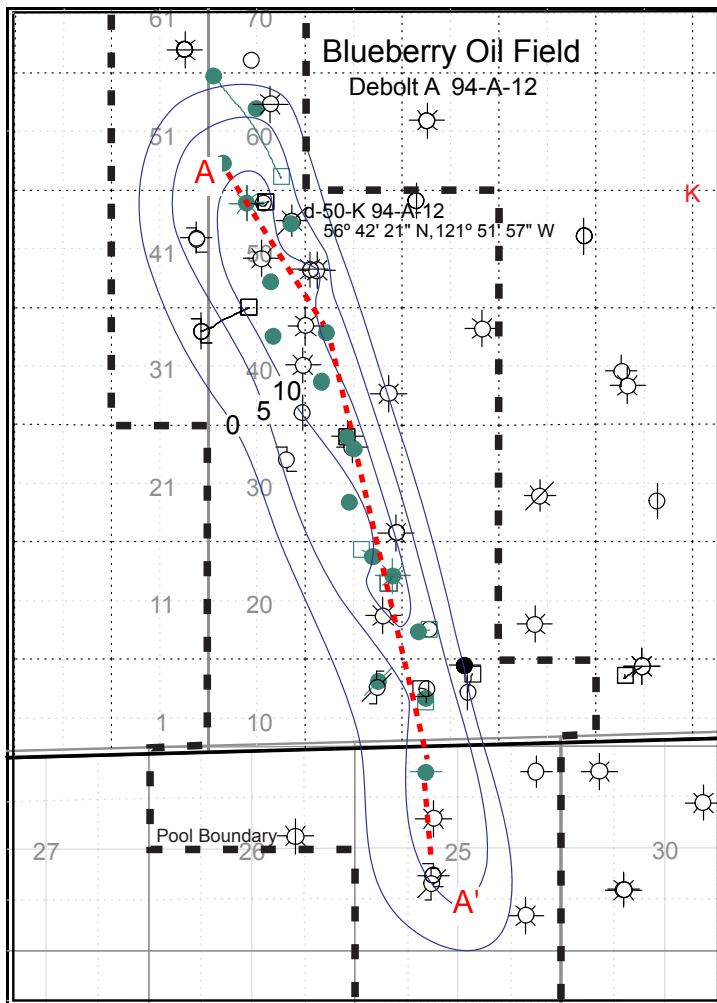 61 70
Blueberry Oil Field
Debolt A 94-A-12
51 60
A
K
d-50-K 94-A-12
56º 42' 21" N, 121º 51' 57" W
41 50
31 40
10
5
0
21 30
11 20
1 10
Pool Boundary
27 26 25 30
A'